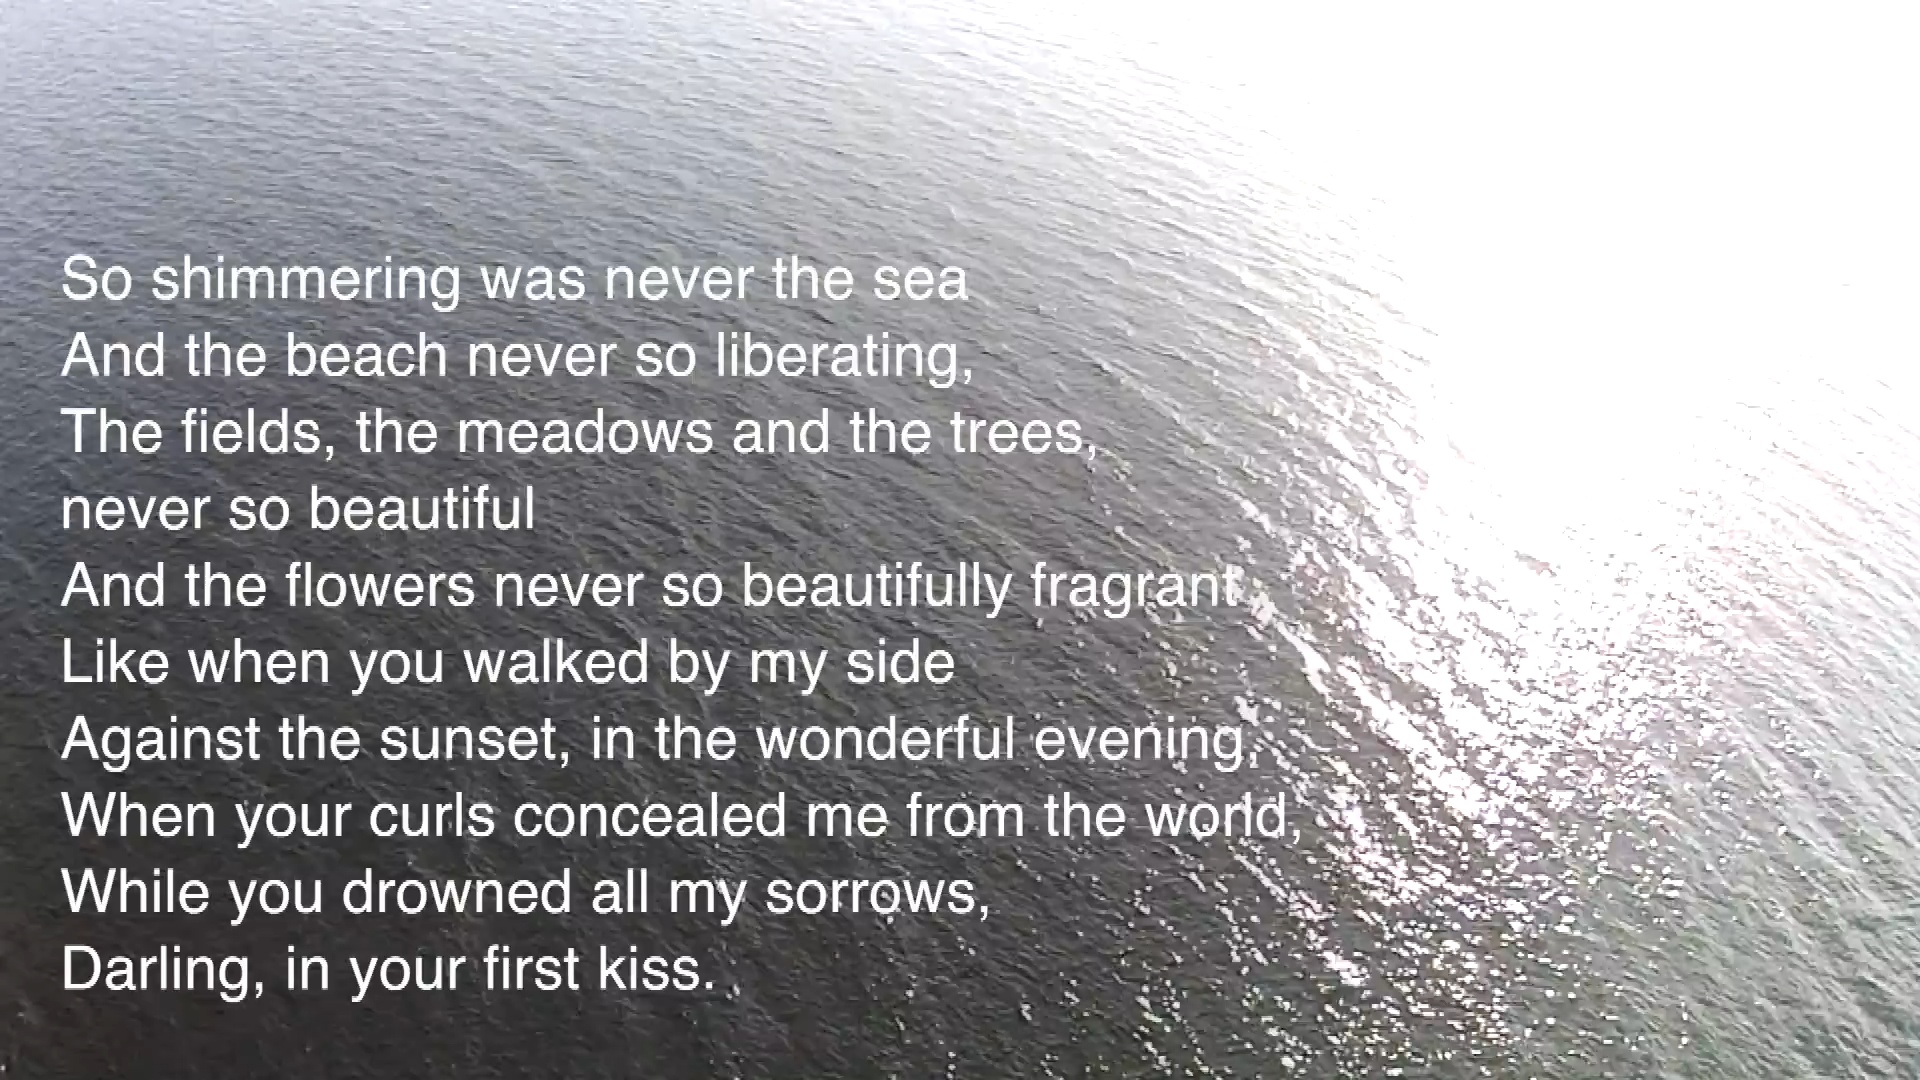 So shimmering was never the sea
And the beach never so liberating,
The fields, the meadows and the trees,
never so beautiful
And the flowers never so beautifully fragrant
Like when you walked by my side
Against the sunset, in the wonderful evening,
When your curls concealed me from the world,
While you drowned all my sorrows,
Darling, in your first kiss.